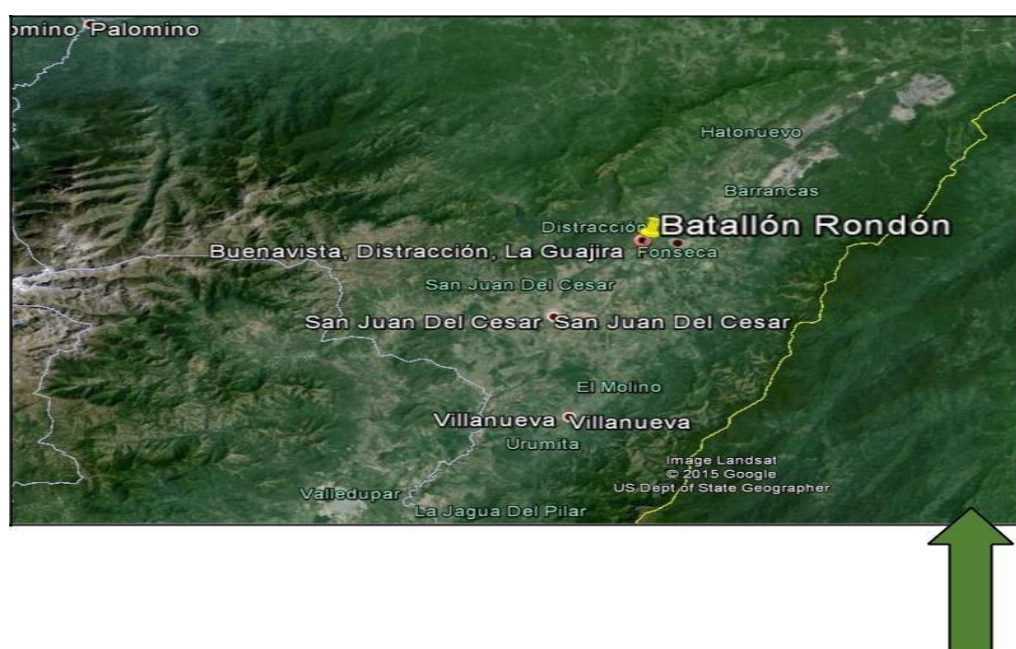 omino Palomino
Hatonuevo
Barrancas
Distracción
Batallón Rondón
Buenavista, Distracción, La Guajira
Fonseca
San Juan Del Cesar
San Juan Del Cesar San Juan Del Cesar
El Molino
Villanueva Villanueva
Urumita
Image Landsat
© 2015 Google
US Dept of State Geographer
Valledupar
La Jagua Del Pilar